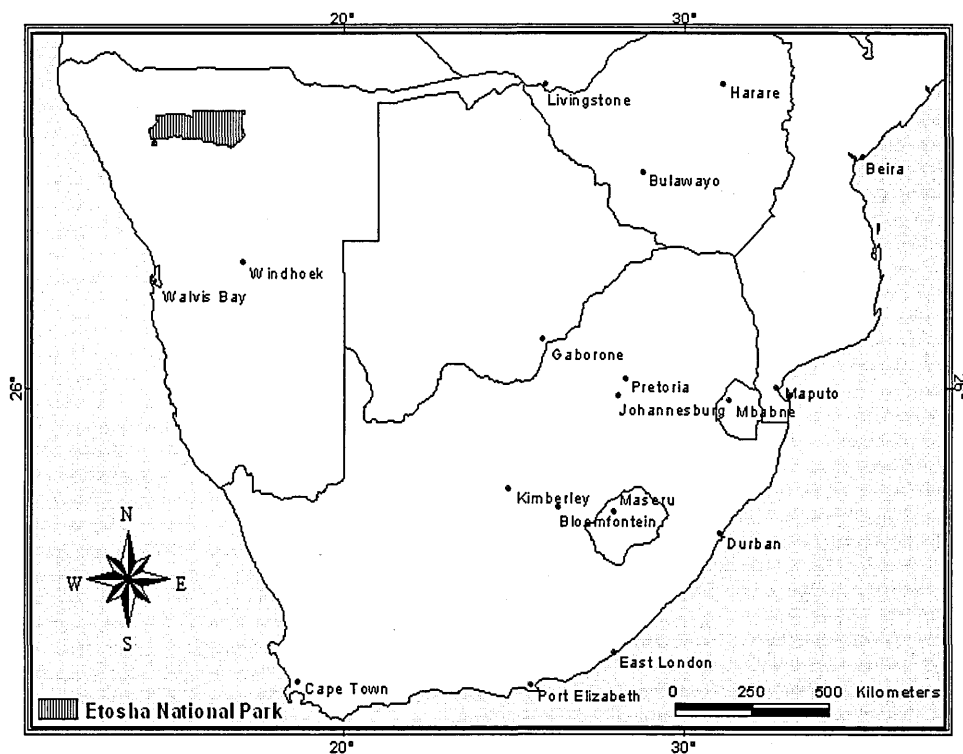 20° 30°
Livingstone
Harare
Beira
Bulawayo
Windhoek
Walvis Bay
Gaborone
Pretoria
26° 26°
Maputo
Johannesburg
Mbabne
Kimberley
Maseru
Bloemfontein
N
Durban
W E
S
East London
Cape Town
Port Elizabeth
0 250 500 Kilometers
Etosha National Park
20° 30°